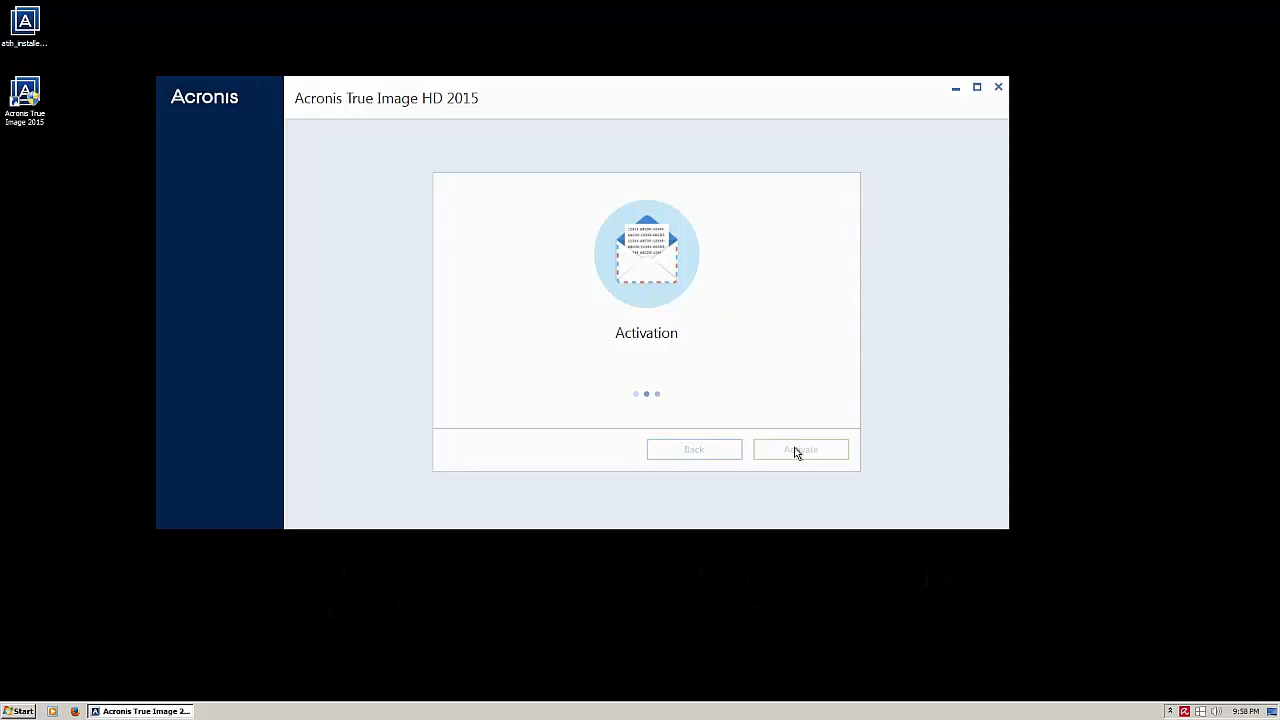 ath_installe...
Acronis True
Image 2015
Acronis
Acronis True Image HD 2015
Activation
Back
Activate
Start
Acronis True Image 2...
9:58 PM